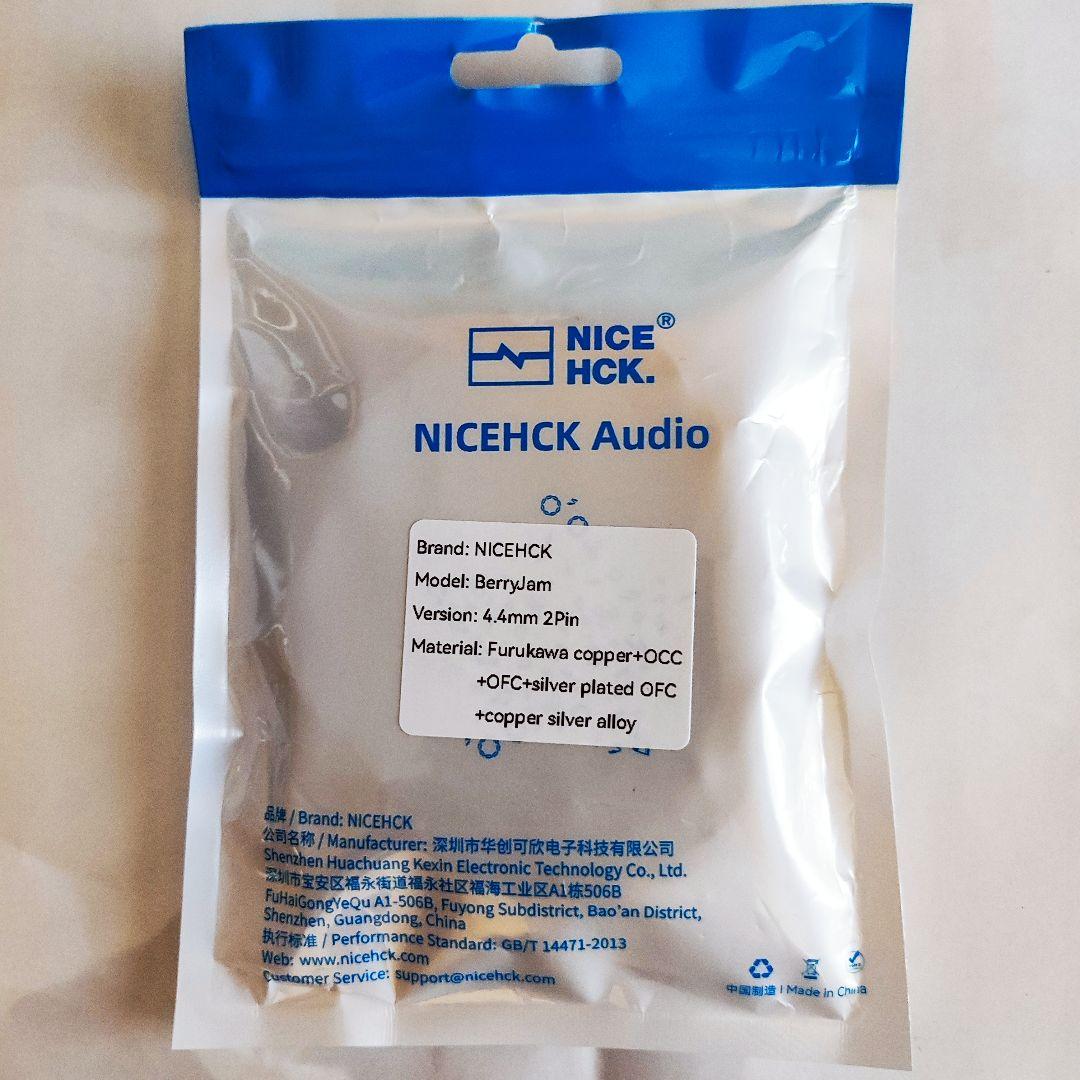 NICE®
HCK.
NICEHCK Audio
Brand: NICEHCK
Model: BerryJam
Version: 4.4mm 2Pin
Material: Furukawa copper+OCC
+OFC+silver plated OFC
+copper silver alloy
品牌 / Brand: NICEHCK
公司名称 / Manufacturer: 深圳市华创可欣电子科技有限公司
Shenzhen Huachuang Kexin Electronic Technology Co., Ltd.
深圳市宝安区福永街道福永社区福海工业区A1栋506B
FuHaiGongYeQu A1-506B, Fuyong Subdistrict, Bao'an District,
Shenzhen, Guangdong, China
执行标准 / Performance Standard: GB/T 14471-2013
Web: www.nicehck.com
Customer Service: support@nicehck.com
中国制造 | Made in China